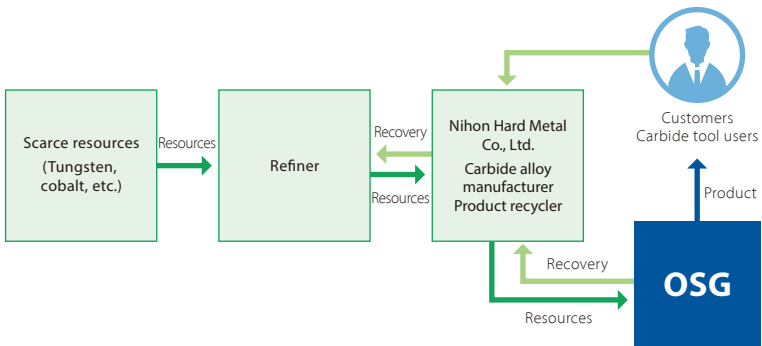 Scarce resources
(Tungsten,
cobalt, etc.)
Resources
Refiner
Recovery
Resources
Nihon Hard Metal
Co., Ltd.
Carbide alloy
manufacturer
Product recycler
Customers
Carbide tool users
Product
OSG
Recovery
Resources